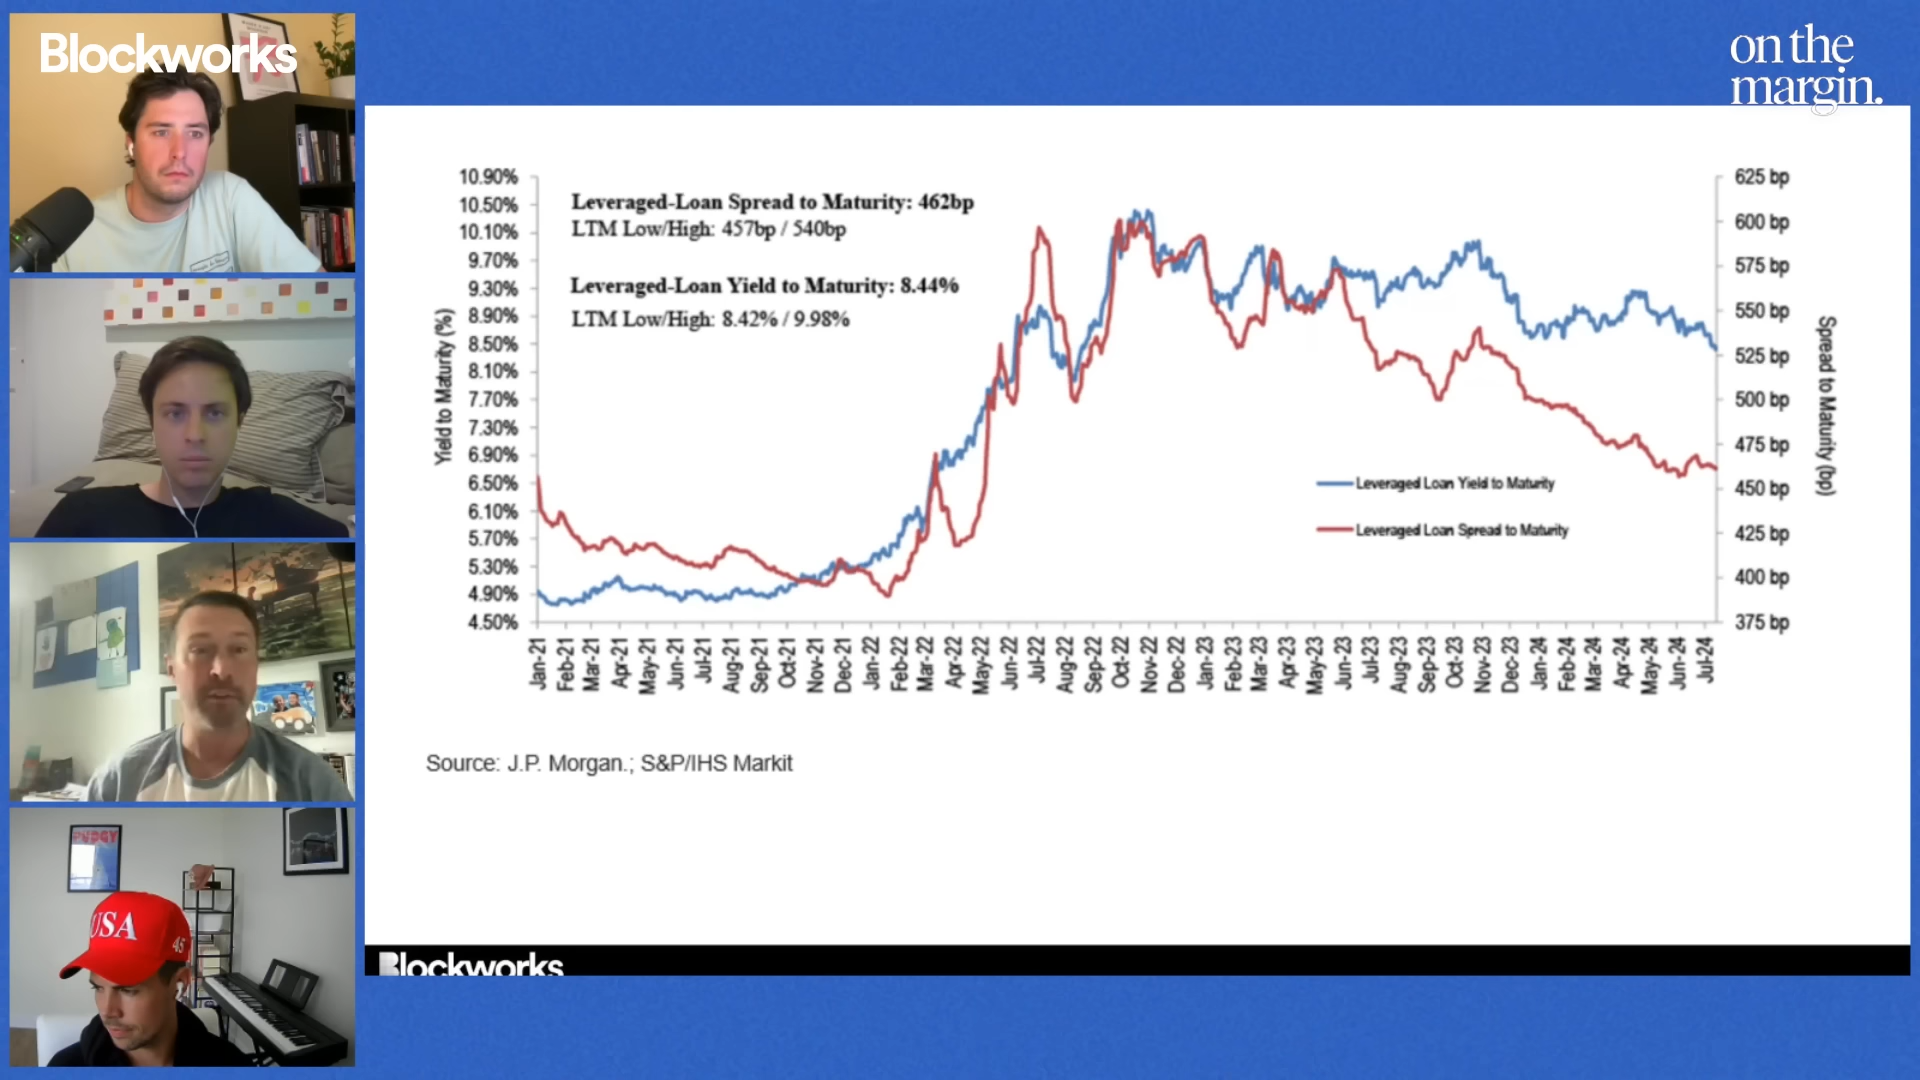 Blockworks
on the
margin.
PUDGY
USA
45
10.90%
10.50%
10.10%
9.70%
9.30%
8.90%
8.50%
8.10%
7.70%
7.30%
6.90%
6.50%
6.10%
5.70%
5.30%
4.90%
4.50%
Yield to Maturity (%)
Leveraged-Loan Spread to Maturity: 462bp
LTM Low/High: 457bp / 540bp
Leveraged-Loan Yield to Maturity: 8.44%
LTM Low/High: 8.42% / 9.98%
625 bp
600 bp
575 bp
550 bp
525 bp
500 bp
475 bp
450 bp
425 bp
400 bp
375 bp
Spread to Maturity (bp)
Leveraged Loan Yield to Maturity
Leveraged Loan Spread to Maturity
Jan-21
Feb-21
Mar-21
Apr-21
May-21
Jun-21
Jul-21
Aug-21
Sep-21
Oct-21
Nov-21
Dec-21
Jan-22
Feb-22
Mar-22
Apr-22
May-22
Jun-22
Jul-22
Aug-22
Sep-22
Oct-22
Nov-22
Dec-22
Jan-23
Feb-23
Mar-23
Apr-23
May-23
Jun-23
Jul-23
Aug-23
Sep-23
Oct-23
Nov-23
Dec-23
Jan-24
Feb-24
Mar-24
Apr-24
May-24
Jun-24
Jul-24
Source: J.P. Morgan.; S&P/IHS Markit
Blockworks